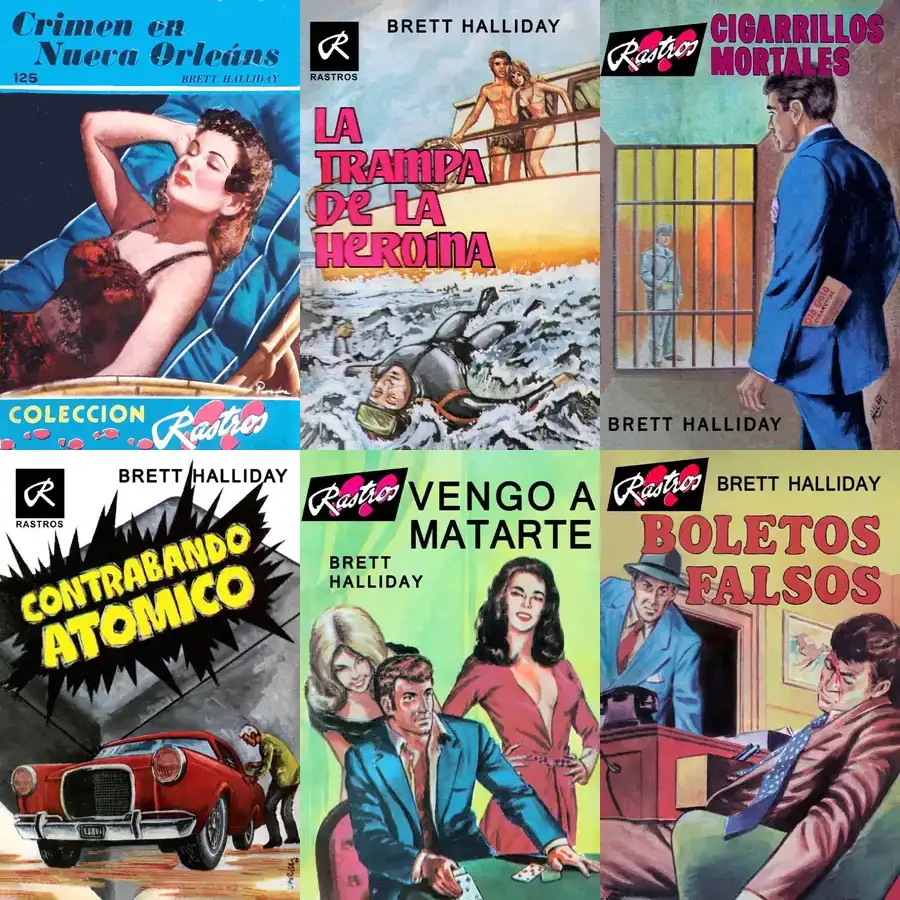 Crimen en
Nueva Orleáns
125
BRETT HALLIDAY
COLECCION
Rastros
R
RASTROS
BRETT HALLIDAY
LA
TRAMPA
DE LA
HEROÍNA
Rastros
CIGARRILLOS
MORTALES
BRETT HALLIDAY
R
RASTROS
BRETT HALLIDAY
CONTRABANDO
ATOMICO
Rastros
VENGO A
MATARTE
BRETT
HALLIDAY
Rastros
BRETT HALLIDAY
BOLETOS
FALSOS